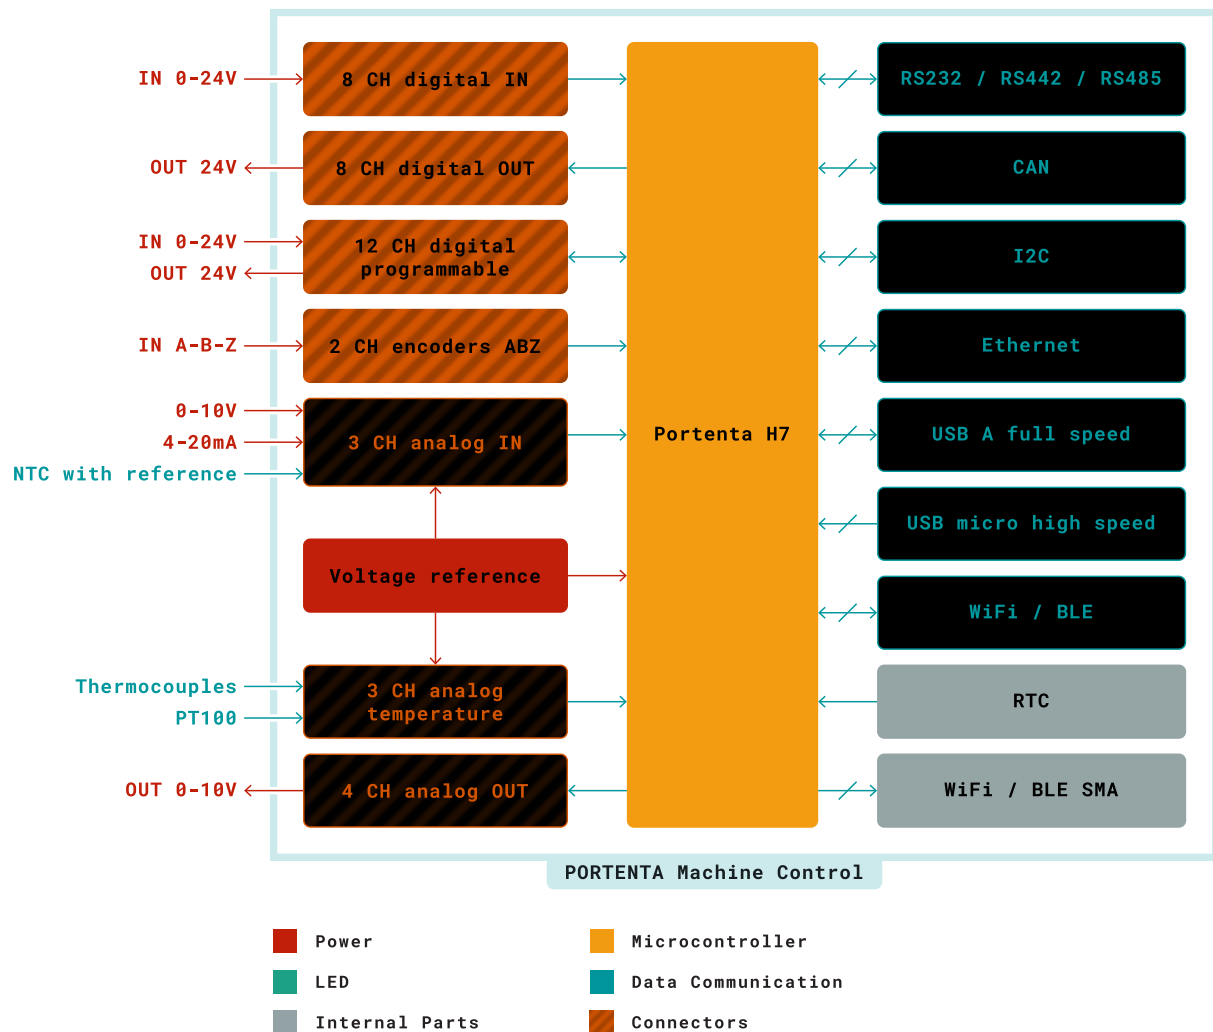 IN 0-24V
8 CH digital IN
RS232 / RS442 / RS485
OUT 24V
8 CH digital OUT
CAN
IN 0-24V
OUT 24V
12 CH digital
programmable
I2C
IN A-B-Z
2 CH encoders ABZ
Ethernet
0-10V
4-20mA
NTC with reference
3 CH analog IN
Portenta H7
USB A full speed
USB micro high speed
Voltage reference
WiFi / BLE
Thermocouples
PT100
3 CH analog
temperature
RTC
OUT 0-10V
4 CH analog OUT
WiFi / BLE SMA
PORTENTA Machine Control
Power
Microcontroller
LED
Data Communication
Internal Parts
Connectors